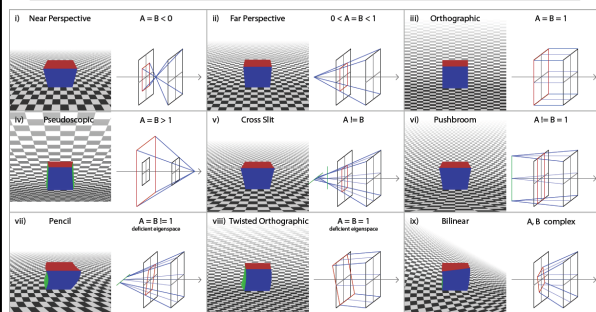 i) Near Perspective A = B < 0
ii) Far Perspective 0 < A = B < 1
iii) Orthographic A = B = 1
iv) Pseudoscopic A = B > 1
v) Cross Slit A != B
vi) Pushbroom A != B = 1
vii) Pencil A = B != 1
deficient eigenspace
viii) Twisted Orthographic A = B = 1
deficient eigenspace
ix) Bilinear A, B complex